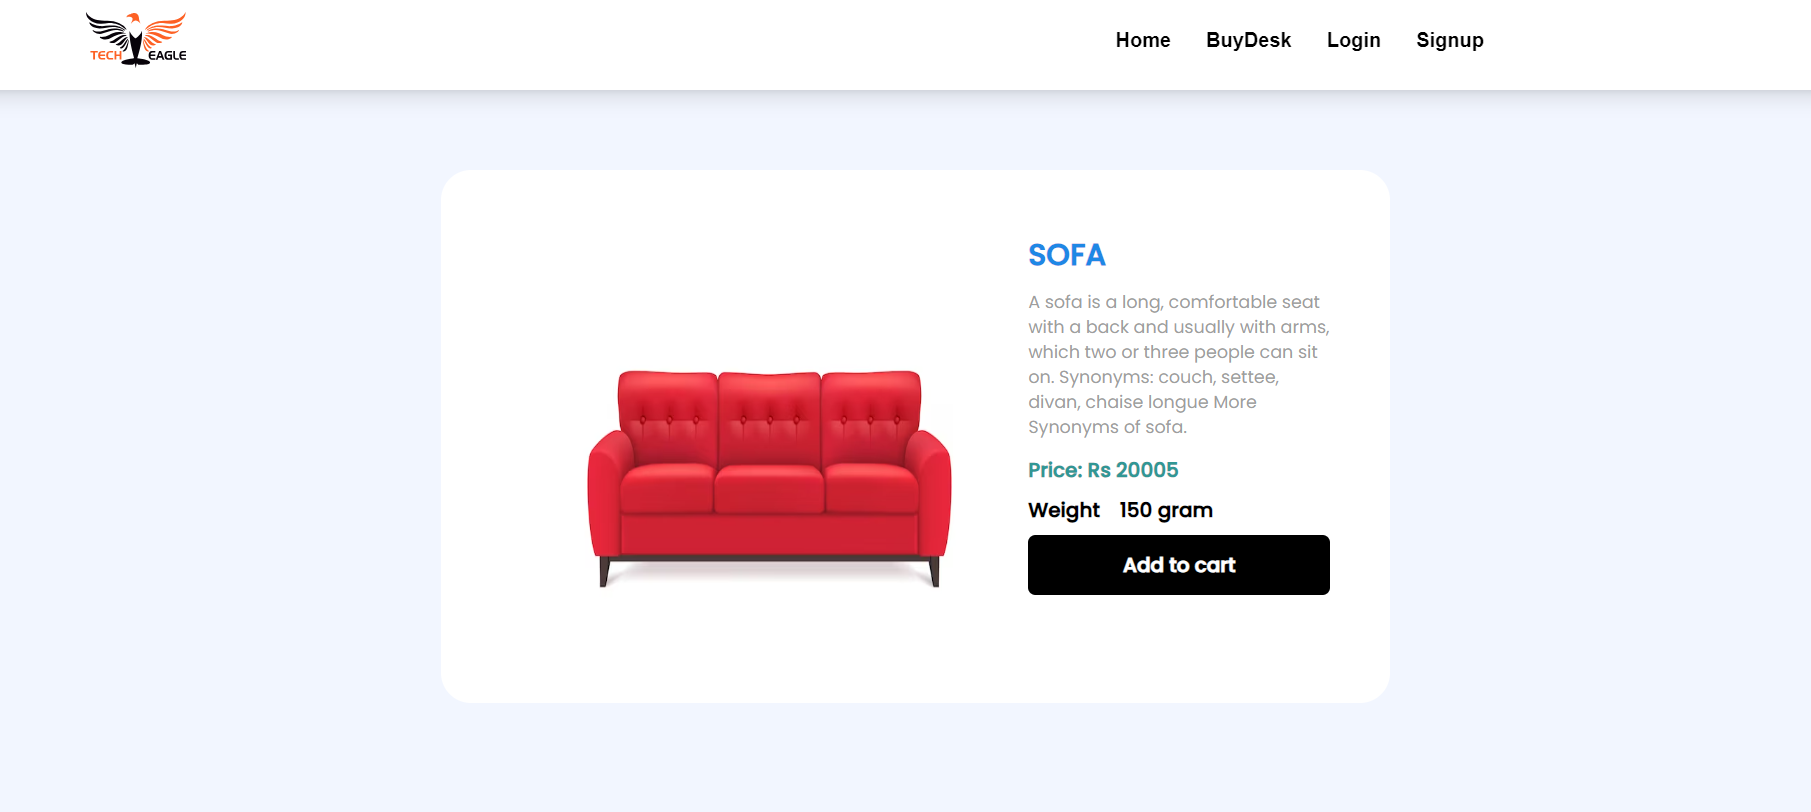 TECH EAGLE
Home BuyDesk Login Signup
SOFA
A sofa is a long, comfortable seat
with a back and usually with arms,
which two or three people can sit
on. Synonyms: couch, settee,
divan, chaise longue More
Synonyms of sofa.
Price: Rs 20005
Weight 150 gram
Add to cart